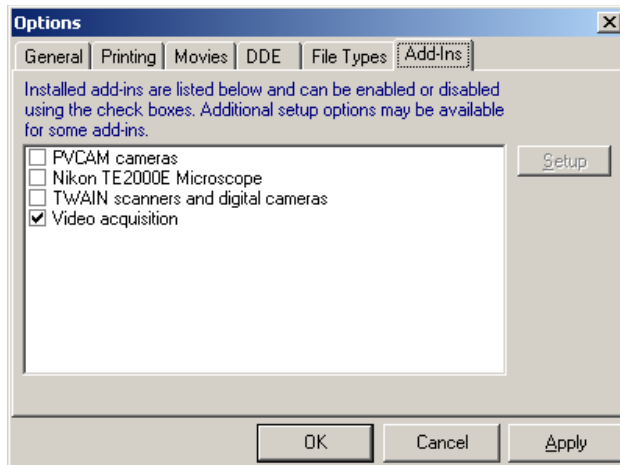 Options
General Printing Movies DDE File Types Add-Ins
Installed add-ins are listed below and can be enabled or disabled
using the check boxes. Additional setup options may be available
for some add-ins.
PVCAM cameras
Setup
Nikon TE2000E Microscope
TWAIN scanners and digital cameras
Video acquisition
OK Cancel Apply